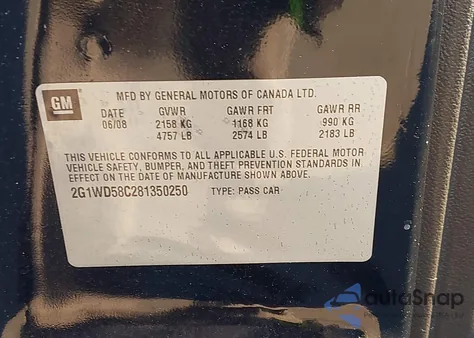 GM
MFD BY GENERAL MOTORS OF CANADA LTD.
DATE GVWR GAWR FRT GAWR RR
06/08 2158 KG 1168 KG 990 KG
4757 LB 2574 LB 2183 LB
THIS VEHICLE CONFORMS TO ALL APPLICABLE U.S. FEDERAL MOTOR
VEHICLE SAFETY, BUMPER, AND THEFT PREVENTION STANDARDS IN
EFFECT ON THE DATE OF MANUFACTURE SHOWN ABOVE.
2G1WD58C281350250 TYPE: PASS CAR
autoSnap